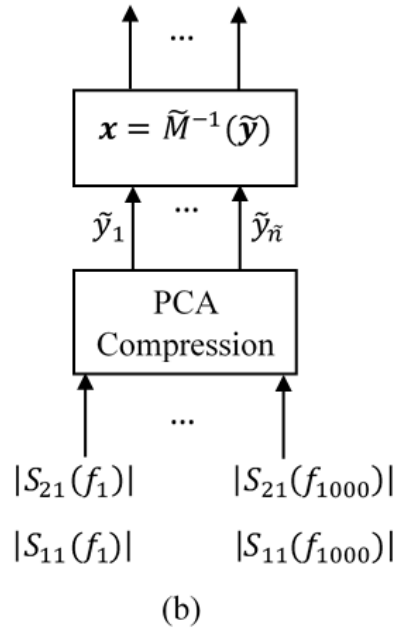 ...
𝒙 = M̃⁻¹(𝒚̃)
...
ỹ₁ ỹ_ñ
PCA
Compression
...
|S₂₁(f₁)| |S₂₁(f₁₀₀₀)|
|S₁₁(f₁)| |S₁₁(f₁₀₀₀)|
(b)